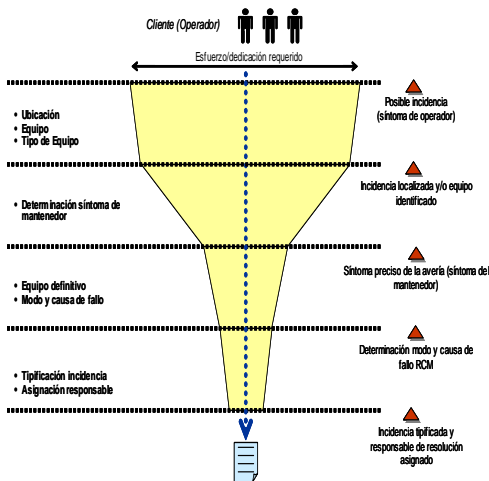 Cliente (Operador)
Esfuerzo/dedicación requerido
• Ubicación
• Equipo
• Tipo de Equipo
Posible incidencia
(síntoma de operador)
• Determinación síntoma de
mantenedor
Incidencia localizada y/o equipo
identificado
• Equipo definitivo
• Modo y causa de fallo
Síntoma preciso de la avería (síntoma del
mantenedor)
• Tipificación incidencia
• Asignación responsable
Determinación modo y causa de
fallo RCM
Incidencia tipificada y
responsable de resolución
asignado